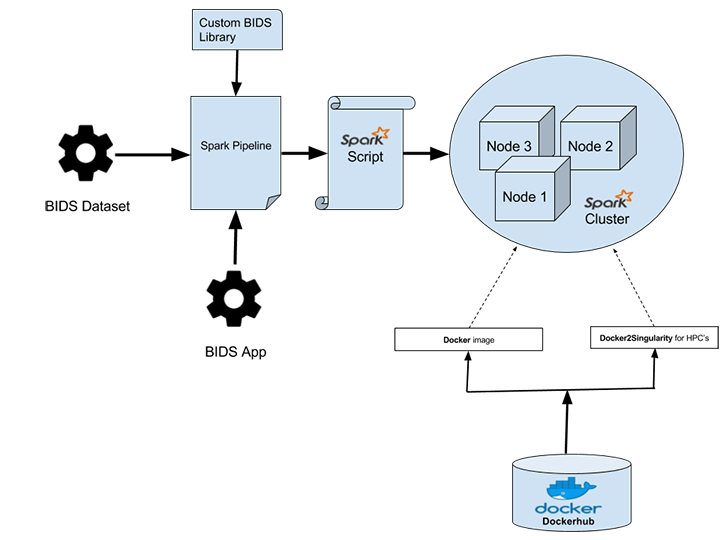 Custom BIDS
Library
Spark Pipeline
Spark
Script
BIDS Dataset
BIDS App
Node 3
Node 2
Node 1
Spark
Cluster
Docker image
Docker2Singularity for HPC's
docker
Dockerhub